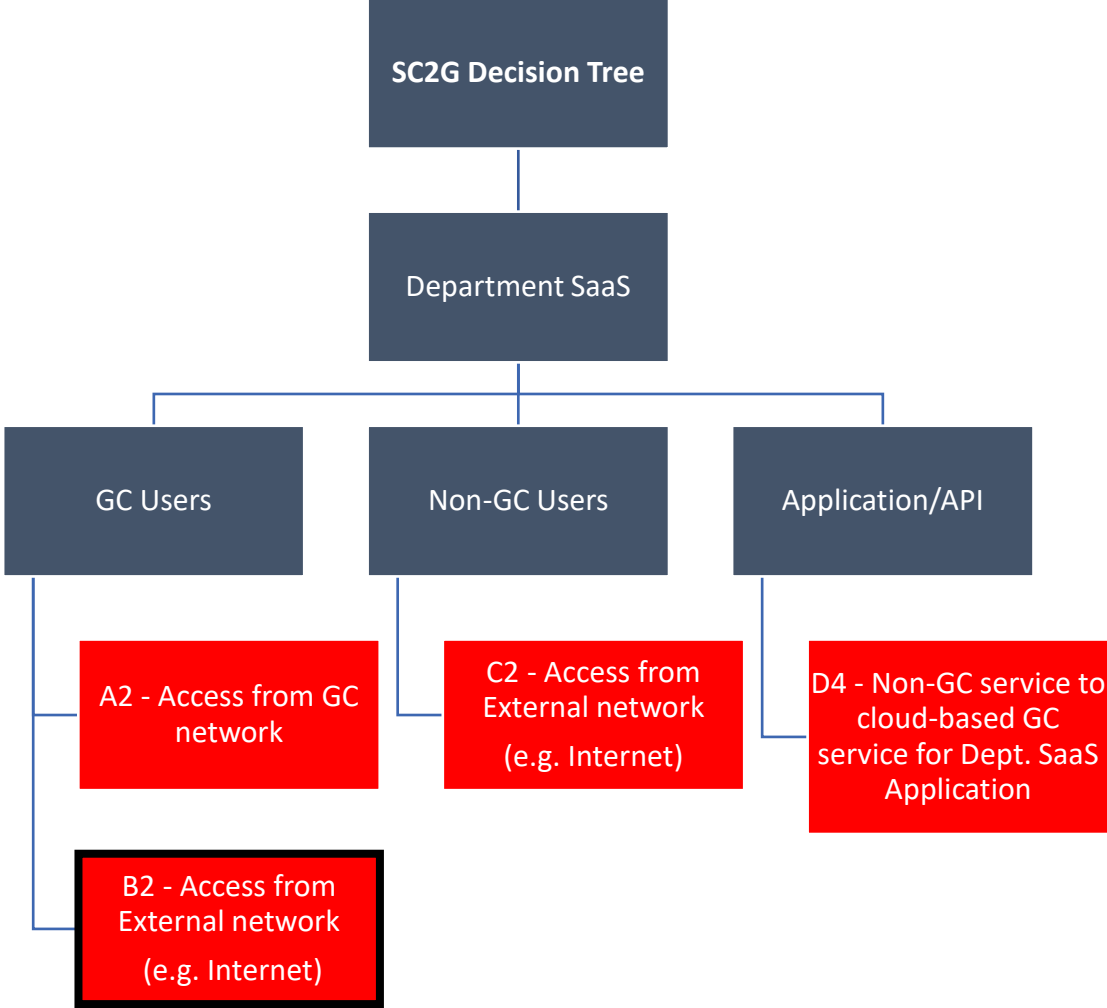 SC2G Decision Tree
Department SaaS
GC Users
Non-GC Users
Application/API
A2 - Access from GC
network
C2 - Access from
External network
(e.g. Internet)
D4 - Non-GC service to
cloud-based GC
service for Dept. SaaS
Application
B2 - Access from
External network
(e.g. Internet)